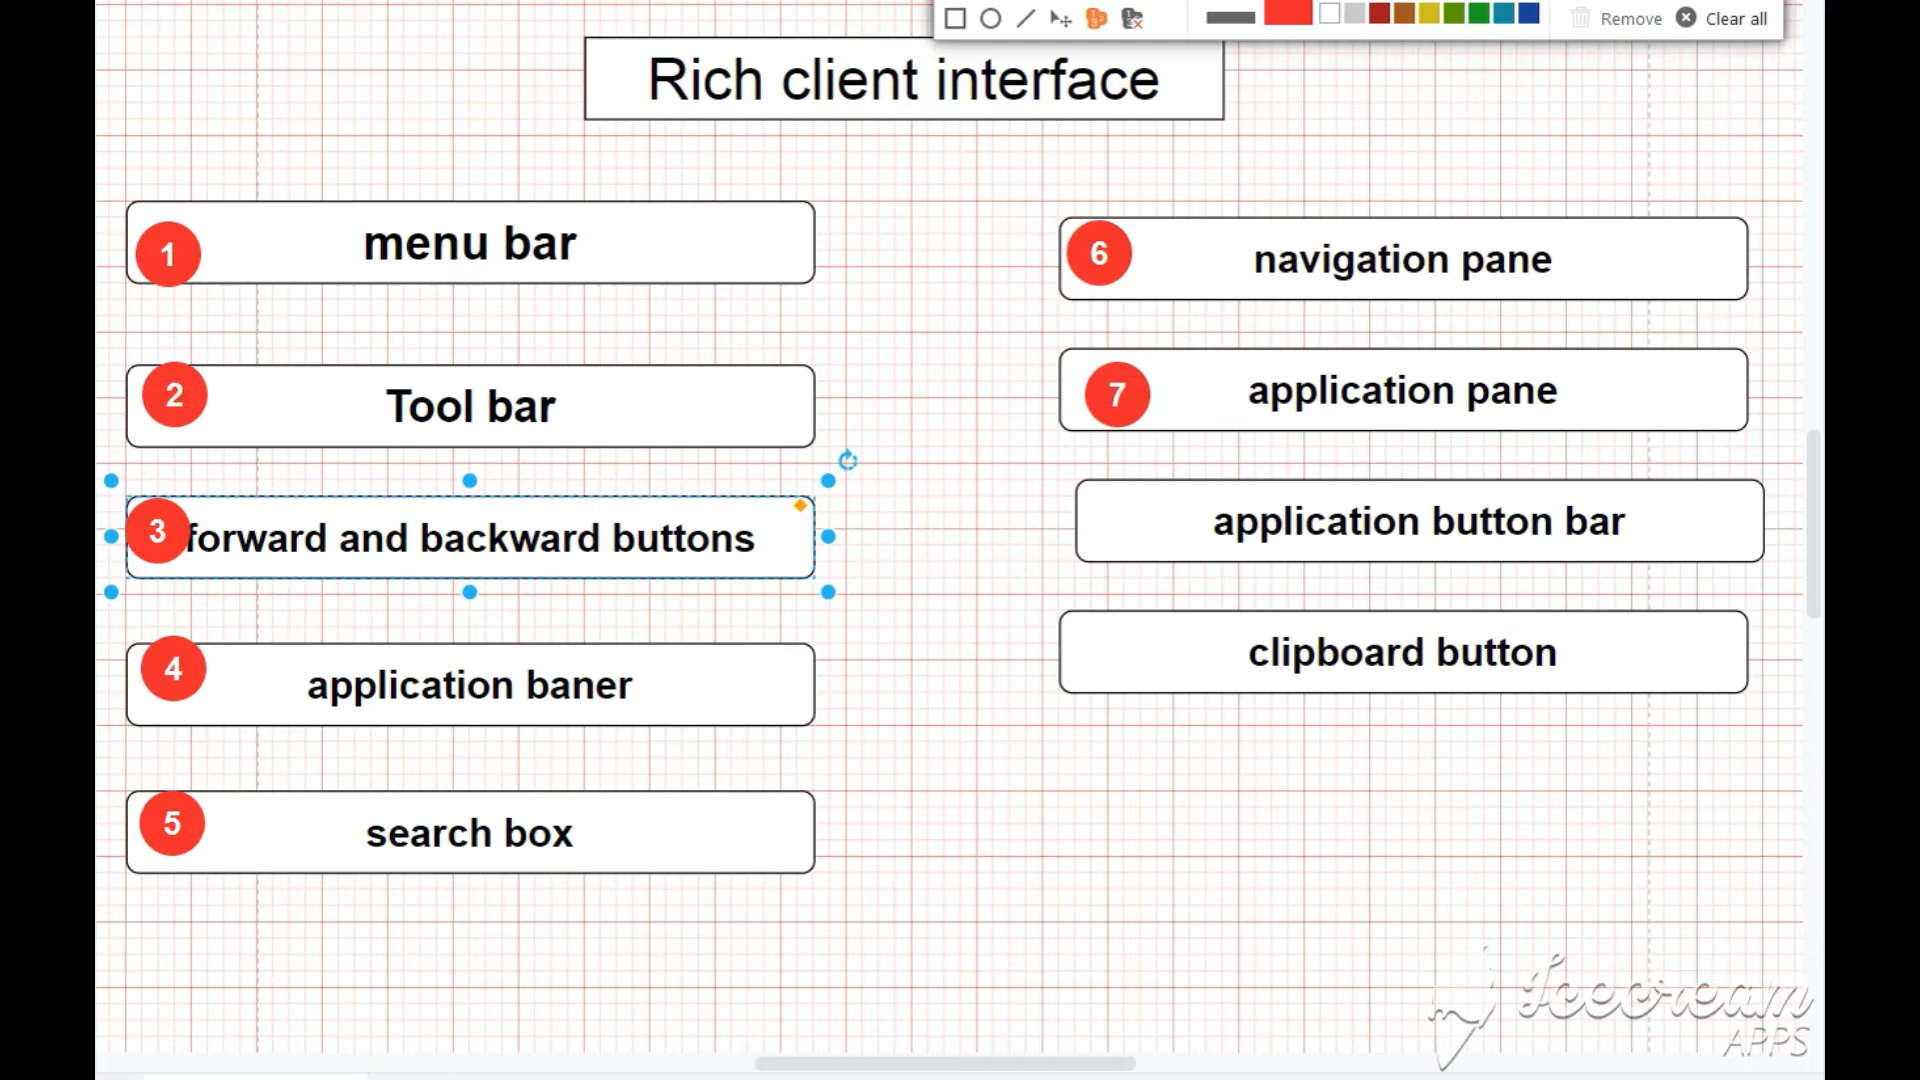 Remove Clear all
Rich client interface
1 menu bar
2 Tool bar
3 forward and backward buttons
4 application baner
5 search box
6 navigation pane
7 application pane
application button bar
clipboard button
Icecream
APPS